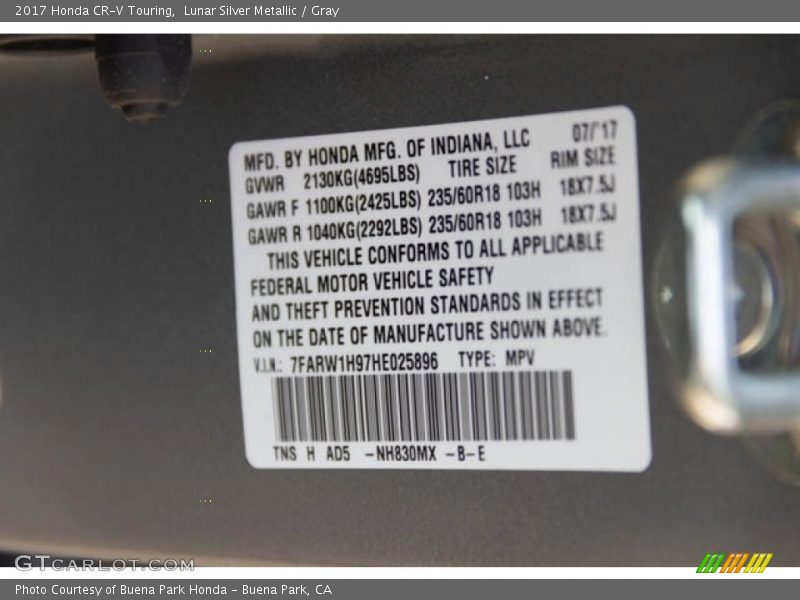 2017 Honda CR-V Touring,  Lunar Silver Metallic / Gray
MFD. BY HONDA MFG. OF INDIANA, LLC 07/'17
GVWR 2130KG(4695LBS) TIRE SIZE RIM SIZE
GAWR F 1100KG(2425LBS) 235/60R18 103H 18X7.5J
GAWR R 1040KG(2292LBS) 235/60R18 103H 18X7.5J
THIS VEHICLE CONFORMS TO ALL APPLICABLE
FEDERAL MOTOR VEHICLE SAFETY
AND THEFT PREVENTION STANDARDS IN EFFECT
ON THE DATE OF MANUFACTURE SHOWN ABOVE.
V.I.N.: 7FARW1H97HE025896 TYPE: MPV
TNS H AD5 -NH830MX -B-E
GTCARLOT.COM
Photo Courtesy of Buena Park Honda - Buena Park, CA